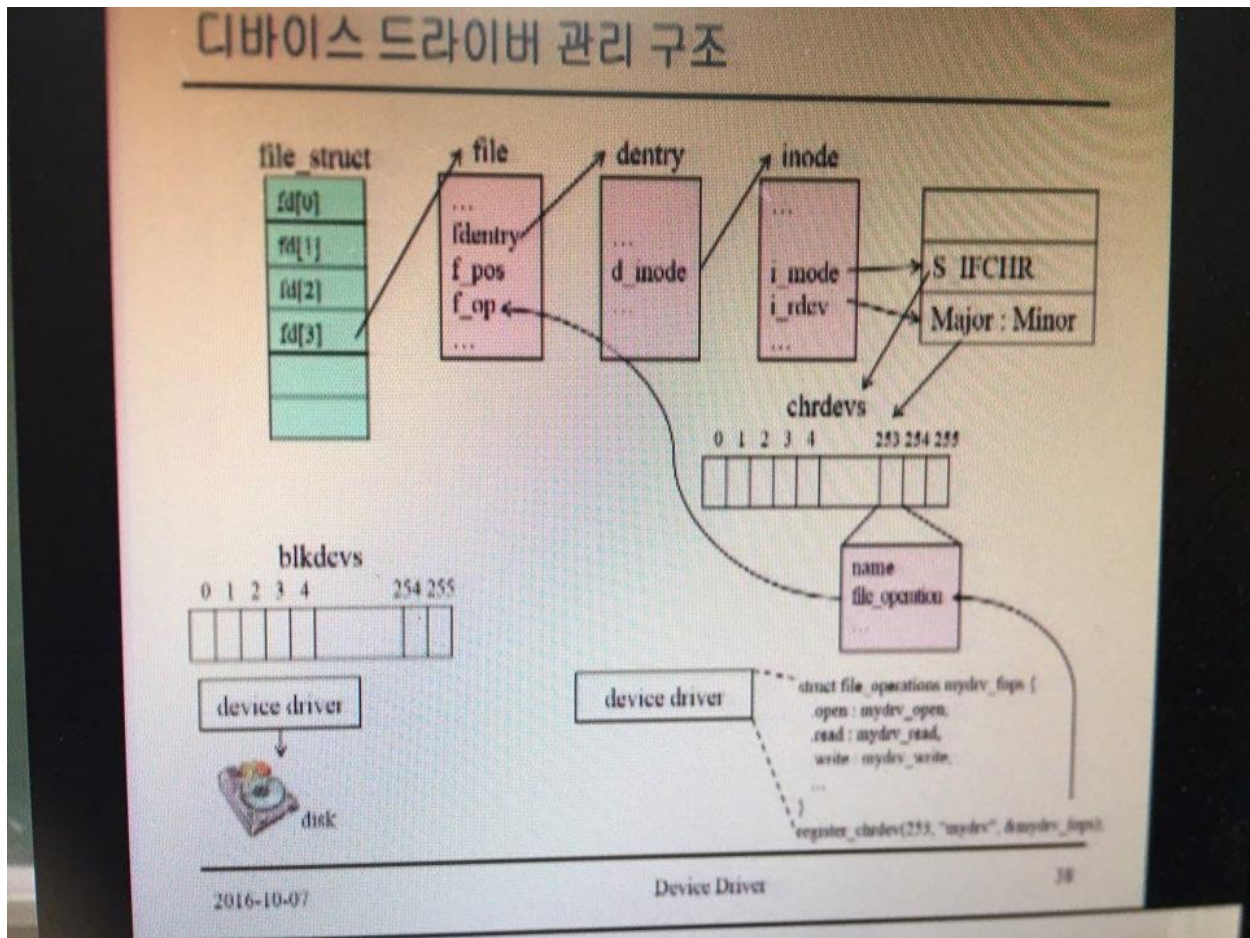 디바이스 드라이버 관리 구조
file_struct
fd[0]
fd[1]
fd[2]
fd[3]
file
...
fdentry
f_pos
f_op
...
dentry
...
d_inode
...
inode
...
i_mode
i_rdev
...
S_IFCHR
Major : Minor
chrdevs
0 1 2 3 4 253 254 255
name
file_operation
...
blkdevs
0 1 2 3 4 254 255
device driver
disk
device driver
struct file_operations mydrv_fops {
.open : mydrv_open,
.read : mydrv_read,
write : mydrv_write,
...
}
register_chrdev(253, "mydrv", &mydrv_fops);
2016-10-07
Device Driver
38